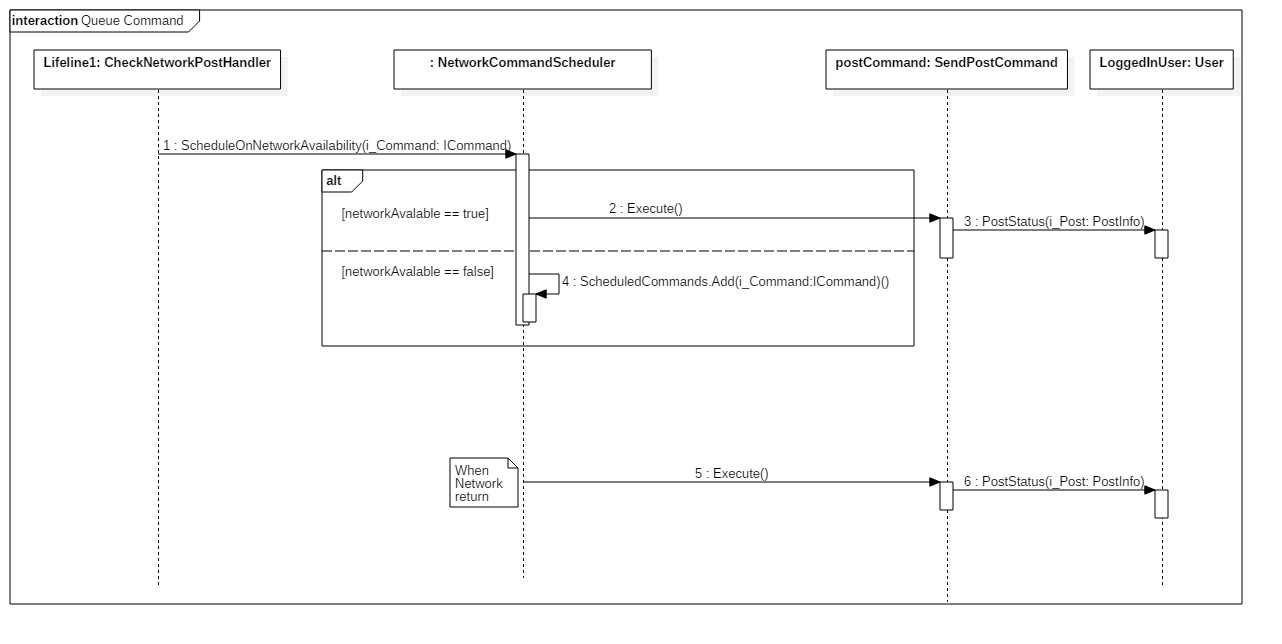 interaction Queue Command
Lifeline1: CheckNetworkPostHandler
: NetworkCommandScheduler
postCommand: SendPostCommand
LoggedInUser: User
1 : ScheduleOnNetworkAvailability(i_Command: ICommand)
alt
[networkAvalable == true]
2 : Execute()
3 : PostStatus(i_Post: PostInfo)
[networkAvalable == false]
4 : ScheduledCommands.Add(i_Command:ICommand)()
When
Network
return
5 : Execute()
6 : PostStatus(i_Post: PostInfo)